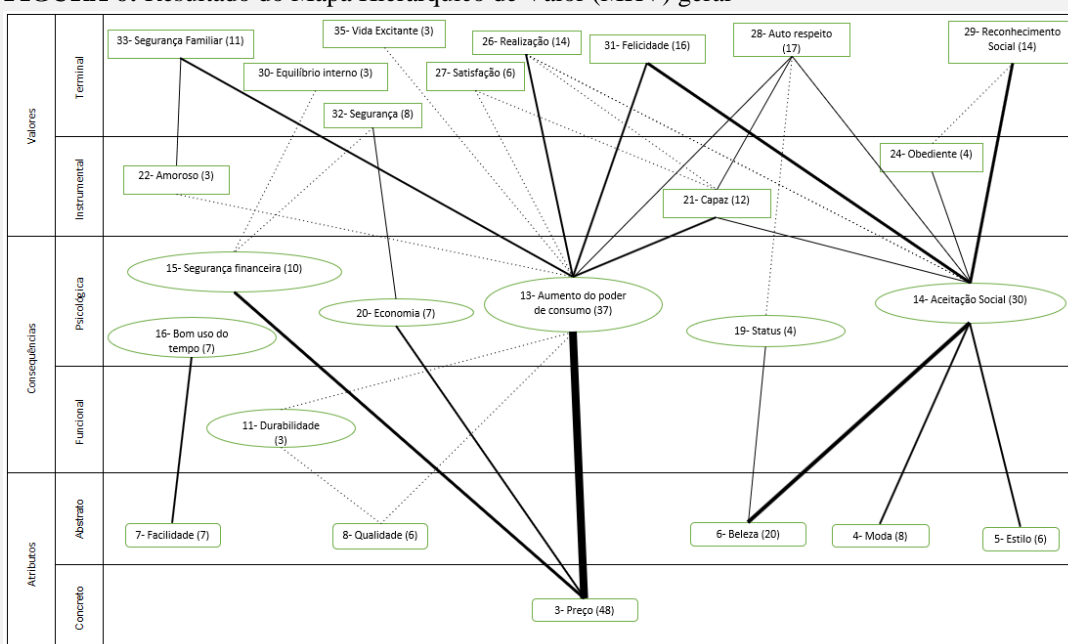 FIGURA 6: Resultado do Mapa Hierárquico de Valor (MHV) geral
Valores
Terminal
33- Segurança Familiar (11)
35- Vida Excitante (3)
26- Realização (14)
31- Felicidade (16)
28- Auto respeito
(17)
29- Reconhecimento
Social (14)
30- Equilíbrio interno (3)
27- Satisfação (6)
32- Segurança (8)
Instrumental
22- Amoroso (3)
24- Obediente (4)
21- Capaz (12)
Consequências
Psicológica
15- Segurança financeira (10)
13- Aumento do poder
de consumo (37)
14- Aceitação Social (30)
20- Economia (7)
16- Bom uso do
tempo (7)
19- Status (4)
Funcional
11- Durabilidade
(3)
Atributos
Abstrato
7- Facilidade (7)
8- Qualidade (6)
6- Beleza (20)
4- Moda (8)
5- Estilo (6)
Concreto
3- Preço (48)